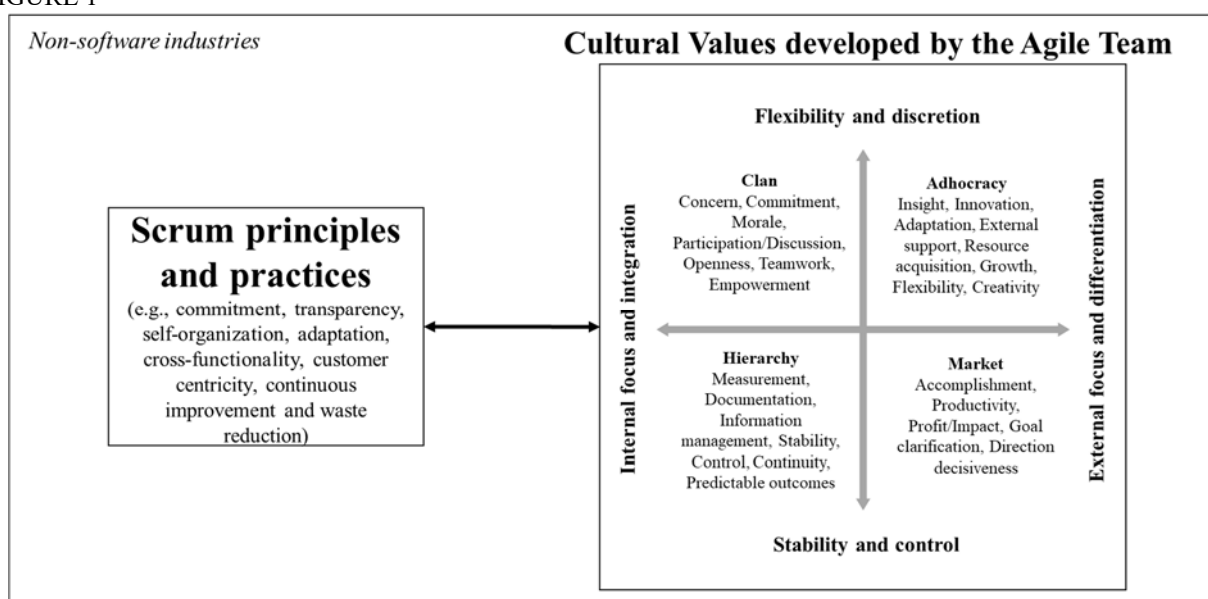 FIGURE 1
Non-software industries
Cultural Values developed by the Agile Team
Scrum principles
and practices
(e.g., commitment, transparency,
self-organization, adaptation,
cross-functionality, customer
centricity, continuous
improvement and waste
reduction)
Flexibility and discretion
Internal focus and integration
Clan
Concern, Commitment,
Morale,
Participation/Discussion,
Openness, Teamwork,
Empowerment
Adhocracy
Insight, Innovation,
Adaptation, External
support, Resource
acquisition, Growth,
Flexibility, Creativity
Hierarchy
Measurement,
Documentation,
Information
management, Stability,
Control, Continuity,
Predictable outcomes
Market
Accomplishment,
Productivity,
Profit/Impact, Goal
clarification, Direction
decisiveness
External focus and differentiation
Stability and control